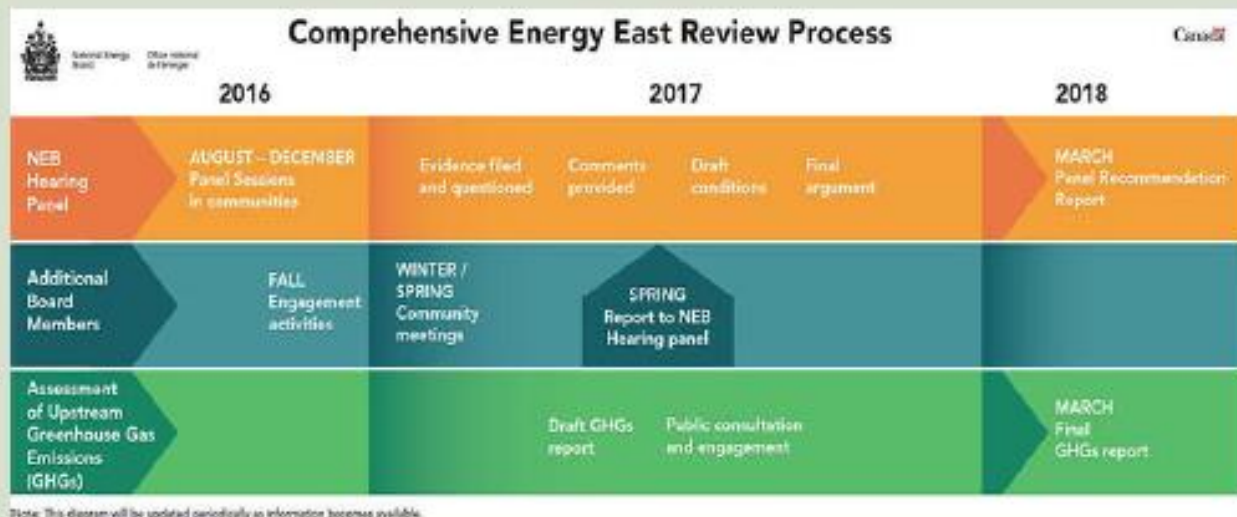 Comprehensive Energy East Review Process
National Energy
Board
Office national
de l'énergie
Canada
2016
2017
2018
NEB
Hearing
Panel
AUGUST – DECEMBER
Panel Sessions
in communities
Evidence filed
and questioned
Comments
provided
Draft
conditions
Final
argument
MARCH
Panel Recommendation
Report
Additional
Board
Members
FALL
Engagement
activities
WINTER /
SPRING
Community
meetings
SPRING
Report to NEB
Hearing panel
Assessment
of Upstream
Greenhouse Gas
Emissions
(GHGs)
Draft GHGs
report
Public consultation
and engagement
MARCH
Final
GHGs report
Note: This diagram will be updated periodically as information becomes available.